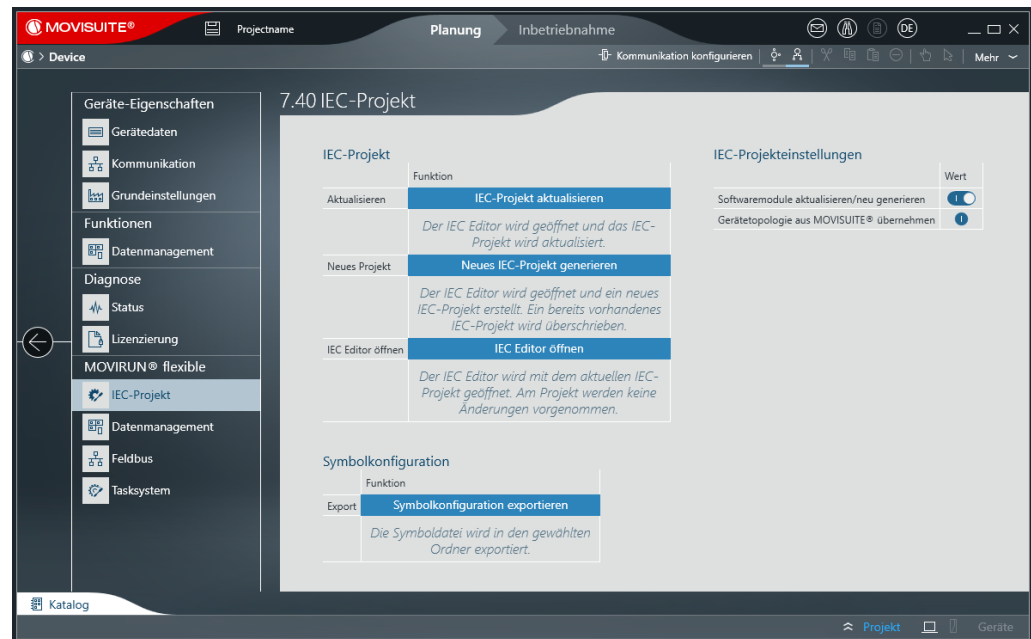 MOVISUITE®
Projectname
Planung
Inbetriebnahme
DE
> Device
Kommunikation konfigurieren
Mehr
Geräte-Eigenschaften
Gerätedaten
Kommunikation
Grundeinstellungen
Funktionen
Datenmanagement
Diagnose
Status
Lizenzierung
MOVIRUN® flexible
IEC-Projekt
Datenmanagement
Feldbus
Tasksystem
7.40 IEC-Projekt
IEC-Projekt
Funktion
Aktualisieren
IEC-Projekt aktualisieren
Der IEC Editor wird geöffnet und das IEC-
Projekt wird aktualisiert.
Neues Projekt
Neues IEC-Projekt generieren
Der IEC Editor wird geöffnet und ein neues
IEC-Projekt erstellt. Ein bereits vorhandenes
IEC-Projekt wird überschrieben.
IEC Editor öffnen
IEC Editor öffnen
Der IEC Editor wird mit dem aktuellen IEC-
Projekt geöffnet. Am Projekt werden keine
Änderungen vorgenommen.
Symbolkonfiguration
Funktion
Export
Symbolkonfiguration exportieren
Die Symboldatei wird in den gewählten
Ordner exportiert.
IEC-Projekteinstellungen
Wert
Softwaremodule aktualisieren/neu generieren
Gerätetopologie aus MOVISUITE® übernehmen
Katalog
Projekt
Geräte